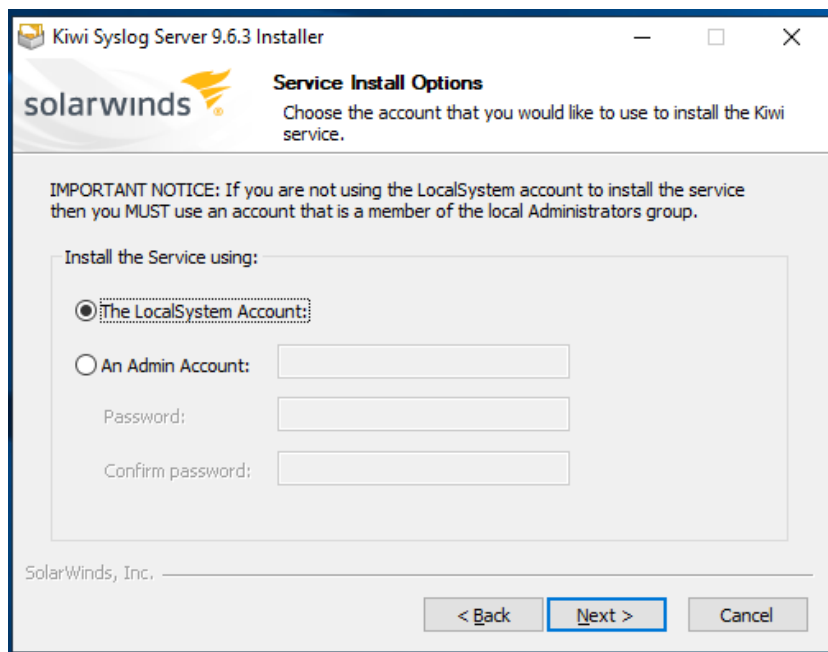 Kiwi Syslog Server 9.6.3 Installer
solarwinds
Service Install Options
Choose the account that you would like to use to install the Kiwi
service.
IMPORTANT NOTICE: If you are not using the LocalSystem account to install the service
then you MUST use an account that is a member of the local Administrators group.
Install the Service using:
The LocalSystem Account:
An Admin Account:
Password:
Confirm password:
SolarWinds, Inc.
< Back
Next >
Cancel